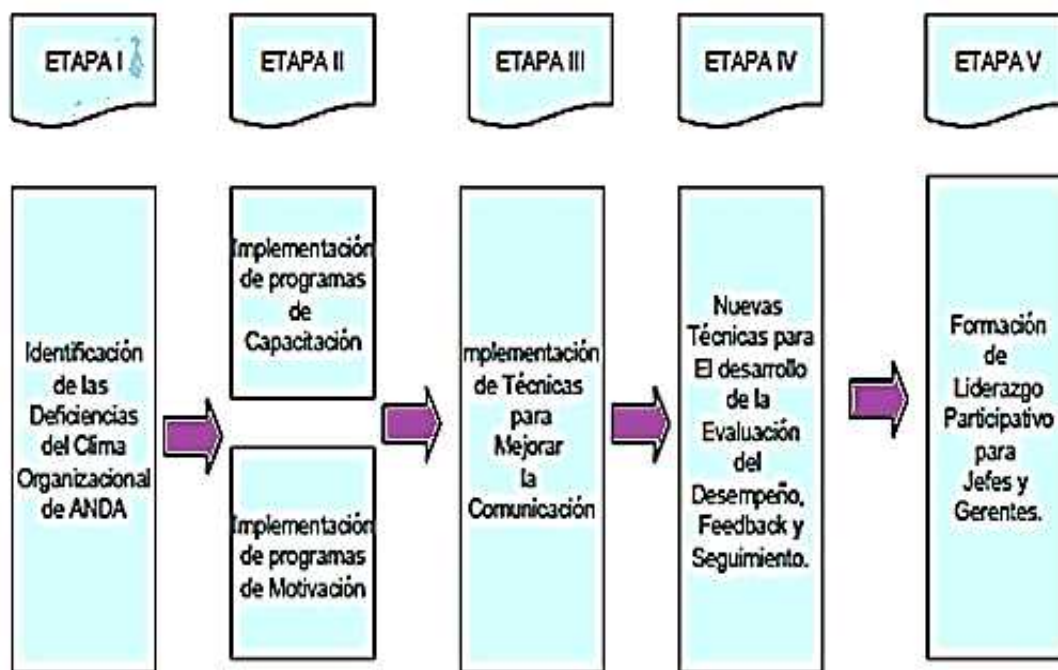 ETAPA I
ETAPA II
ETAPA III
ETAPA IV
ETAPA V
Identificación
de las
Deficiencias
del Clima
Organizacional
de ANDA
Implementación
de programas
de
Capacitación
Implementación
de programas
de Motivación
mplementación
de Técnicas
para
Mejorar
la
Comunicación
Nuevas
Técnicas para
El desarrollo
de la
Evaluación
del
Desempeño,
Feedback y
Seguimiento.
Formación
de
Liderazgo
Participativo
para
Jefes y
Gerentes.